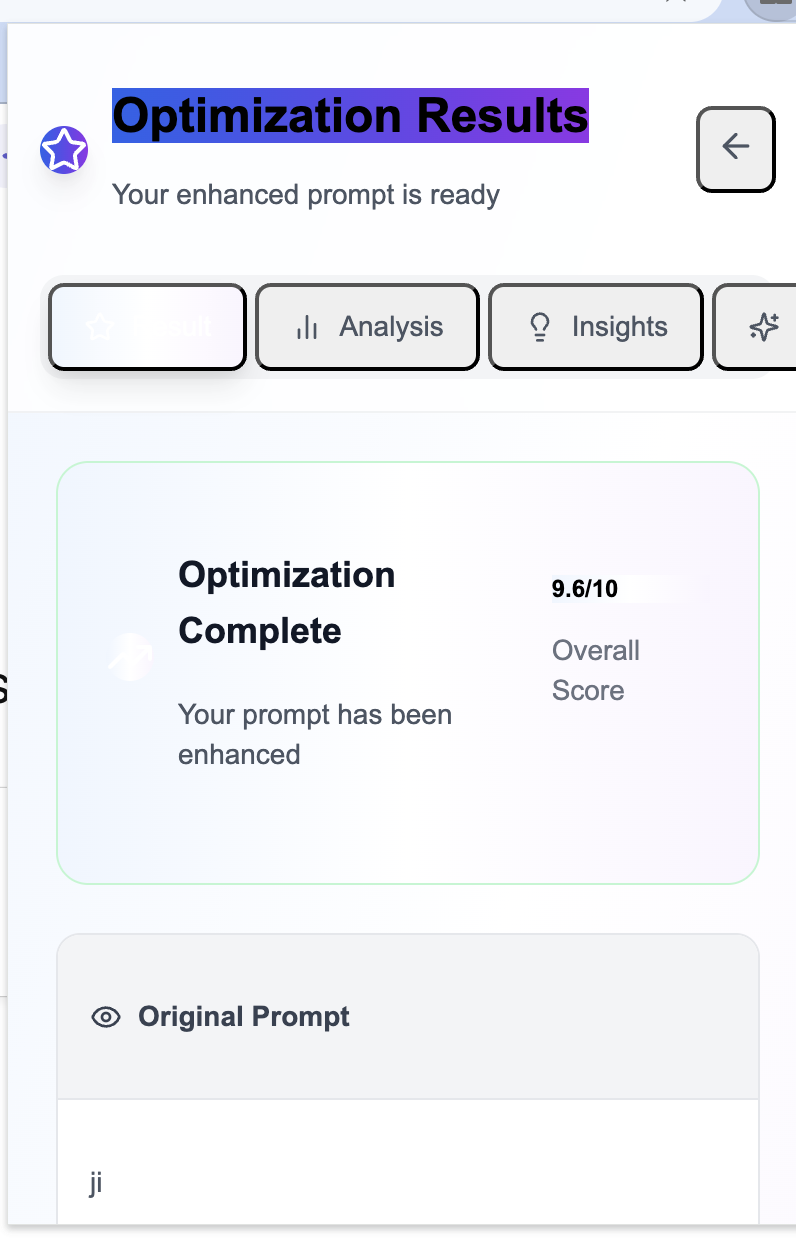 Optimization Results
Your enhanced prompt is ready
Result
Analysis
Insights
Optimization
Complete
9.6/10
Overall
Score
Your prompt has been
enhanced
Original Prompt
ji